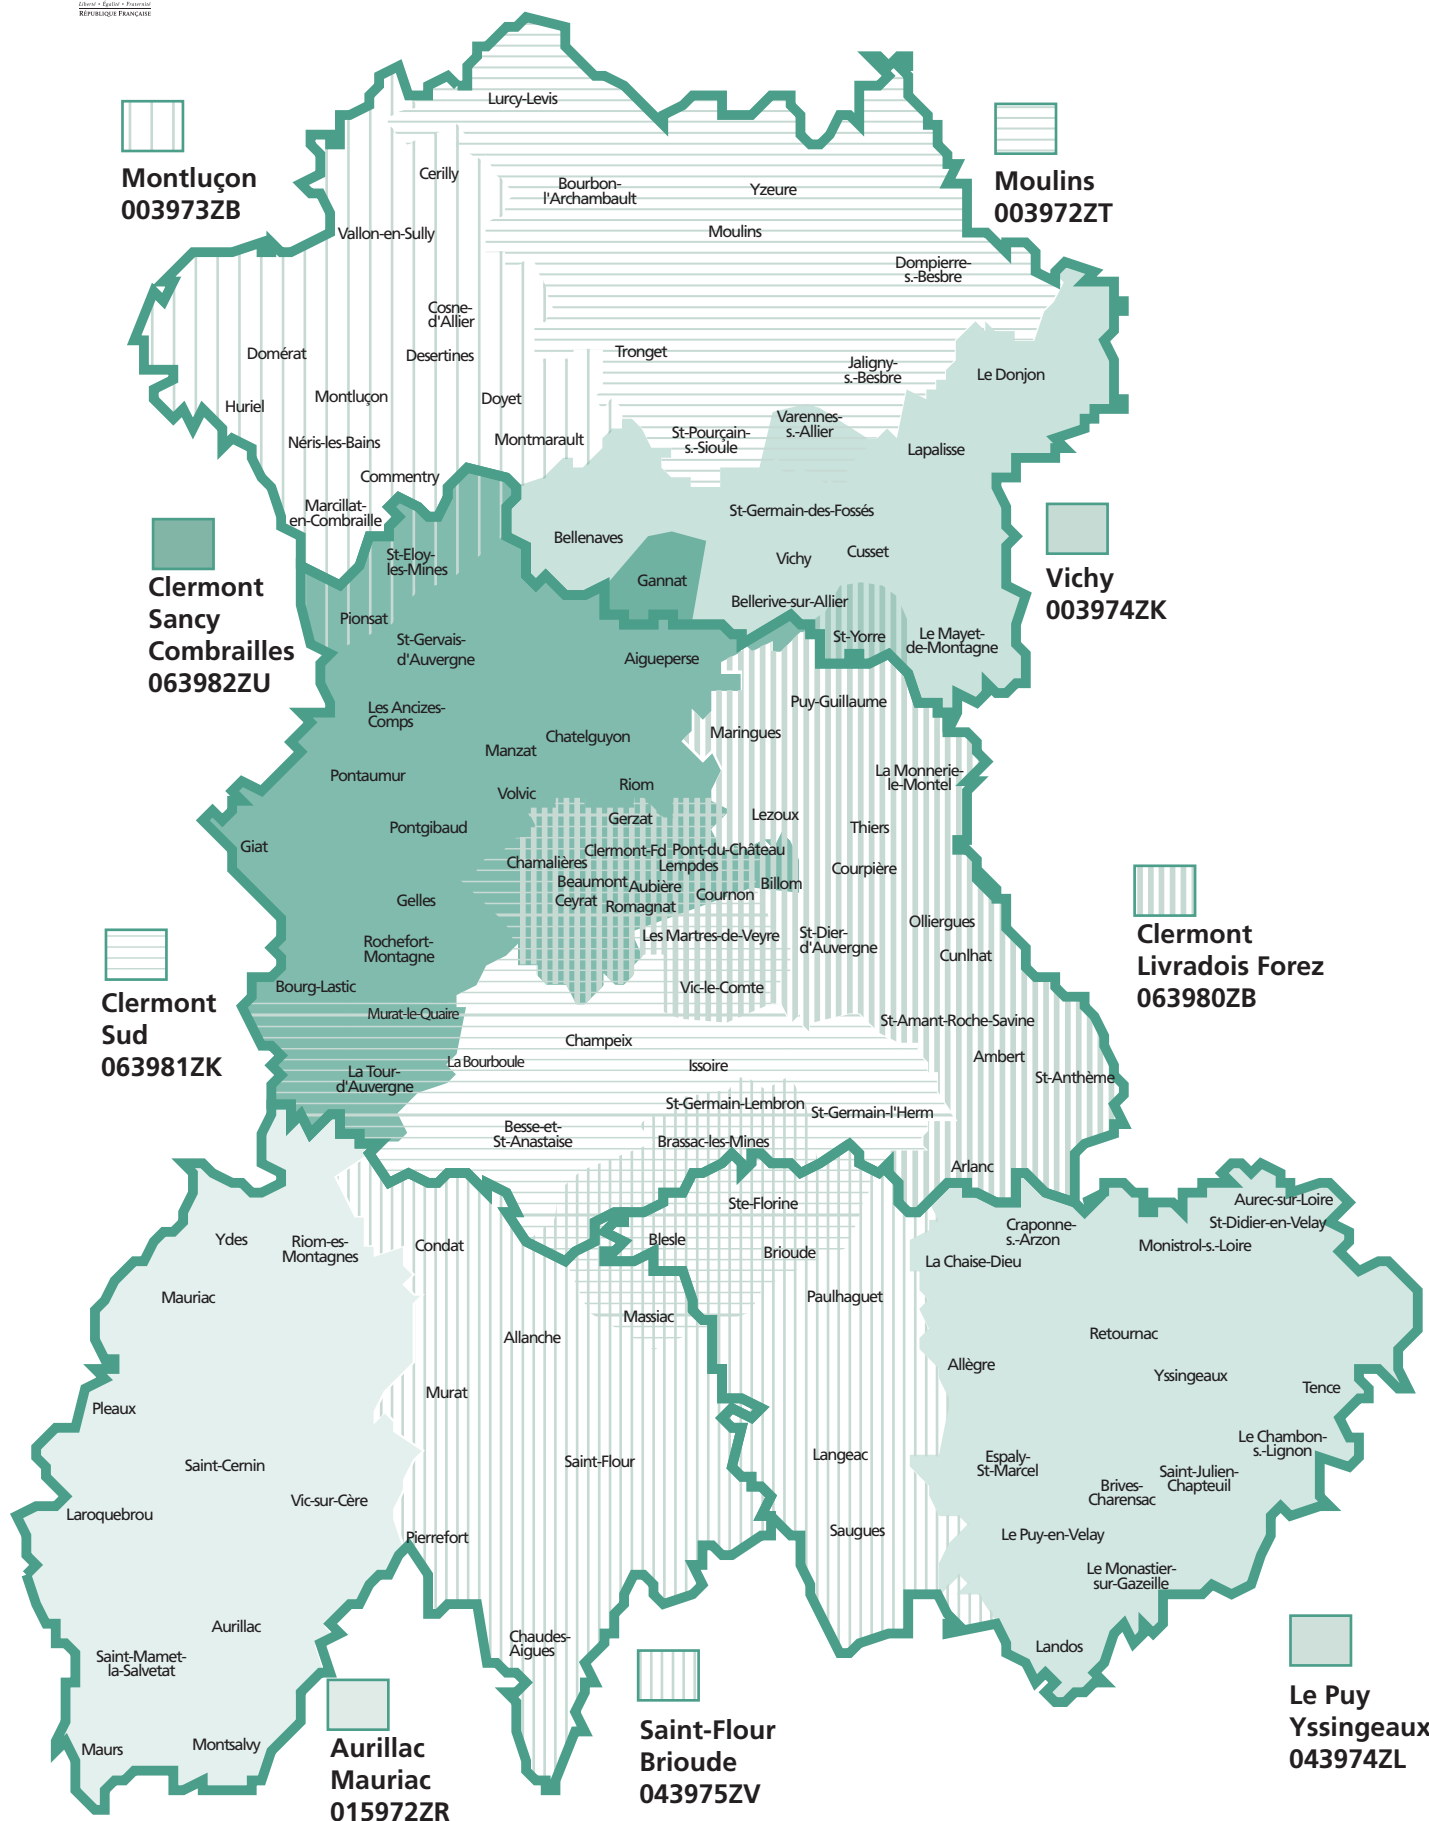 Liberté • Égalité • Fraternité
RÉPUBLIQUE FRANÇAISE
Lurcy-Levis
Montluçon
003973ZB
Moulins
003972ZT
Cerilly
Bourbon-
l'Archambault
Yzeure
Vallon-en-Sully
Moulins
Dompierre-
s.-Besbre
Cosne-
d'Allier
Domérat
Desertines
Tronget
Jaligny-
s.-Besbre
Le Donjon
Huriel
Montluçon
Doyet
Varennes-
s.-Allier
Néris-les-Bains
Montmarault
St-Pourçain-
s.-Sioule
Lapalisse
Commentry
Marcillat-
en-Combraille
St-Germain-des-Fossés
Bellenaves
Vichy
Cusset
St-Eloy-
les-Mines
Gannat
Clermont
Sancy
Combrailles
063982ZU
Vichy
003974ZK
Bellerive-sur-Allier
Pionsat
St-Gervais-
d'Auvergne
St-Yorre
Le Mayet-
de-Montagne
Aigueperse
Les Ancizes-
Comps
Puy-Guillaume
Chatelguyon
Maringues
Manzat
Pontaumur
La Monnerie-
le-Montel
Riom
Volvic
Pontgibaud
Gerzat
Lezoux
Thiers
Giat
Clermont-Fd
Pont-du-Château
Chamalières
Lempdes
Courpière
Beaumont
Aubière
Billom
Gelles
Ceyrat
Romagnat
Cournon
Olliergues
Rochefort-
Montagne
Les Martres-de-Veyre
St-Dier-
d'Auvergne
Cunlhat
Clermont
Livradois Forez
063980ZB
Clermont
Sud
063981ZK
Bourg-Lastic
Vic-le-Comte
Murat-le-Quaire
St-Amant-Roche-Savine
Champeix
La Bourboule
Issoire
Ambert
La Tour-
d'Auvergne
St-Anthème
St-Germain-Lembron
St-Germain-l'Herm
Besse-et-
St-Anastaise
Brassac-les-Mines
Arlanc
Ste-Florine
Aurec-sur-Loire
Ydes
Riom-es-
Montagnes
Condat
Blesle
Brioude
Craponne-
s.-Arzon
St-Didier-en-Velay
Monistrol-s.-Loire
La Chaise-Dieu
Mauriac
Paulhaguet
Massiac
Allanche
Retournac
Allègre
Yssingeaux
Tence
Murat
Pleaux
Le Chambon-
s.-Lignon
Saint-Cernin
Saint-Flour
Langeac
Espaly-
St-Marcel
Saint-Julien-
Chapteuil
Brives-
Charensac
Vic-sur-Cère
Laroquebrou
Pierrefort
Saugues
Le Puy-en-Velay
Le Monastier-
sur-Gazeille
Aurillac
Saint-Mamet-
la-Salvetat
Chaudes-
Aigues
Landos
Maurs
Montsalvy
Aurillac
Mauriac
015972ZR
Saint-Flour
Brioude
043975ZV
Le Puy
Yssingeaux
043974ZL